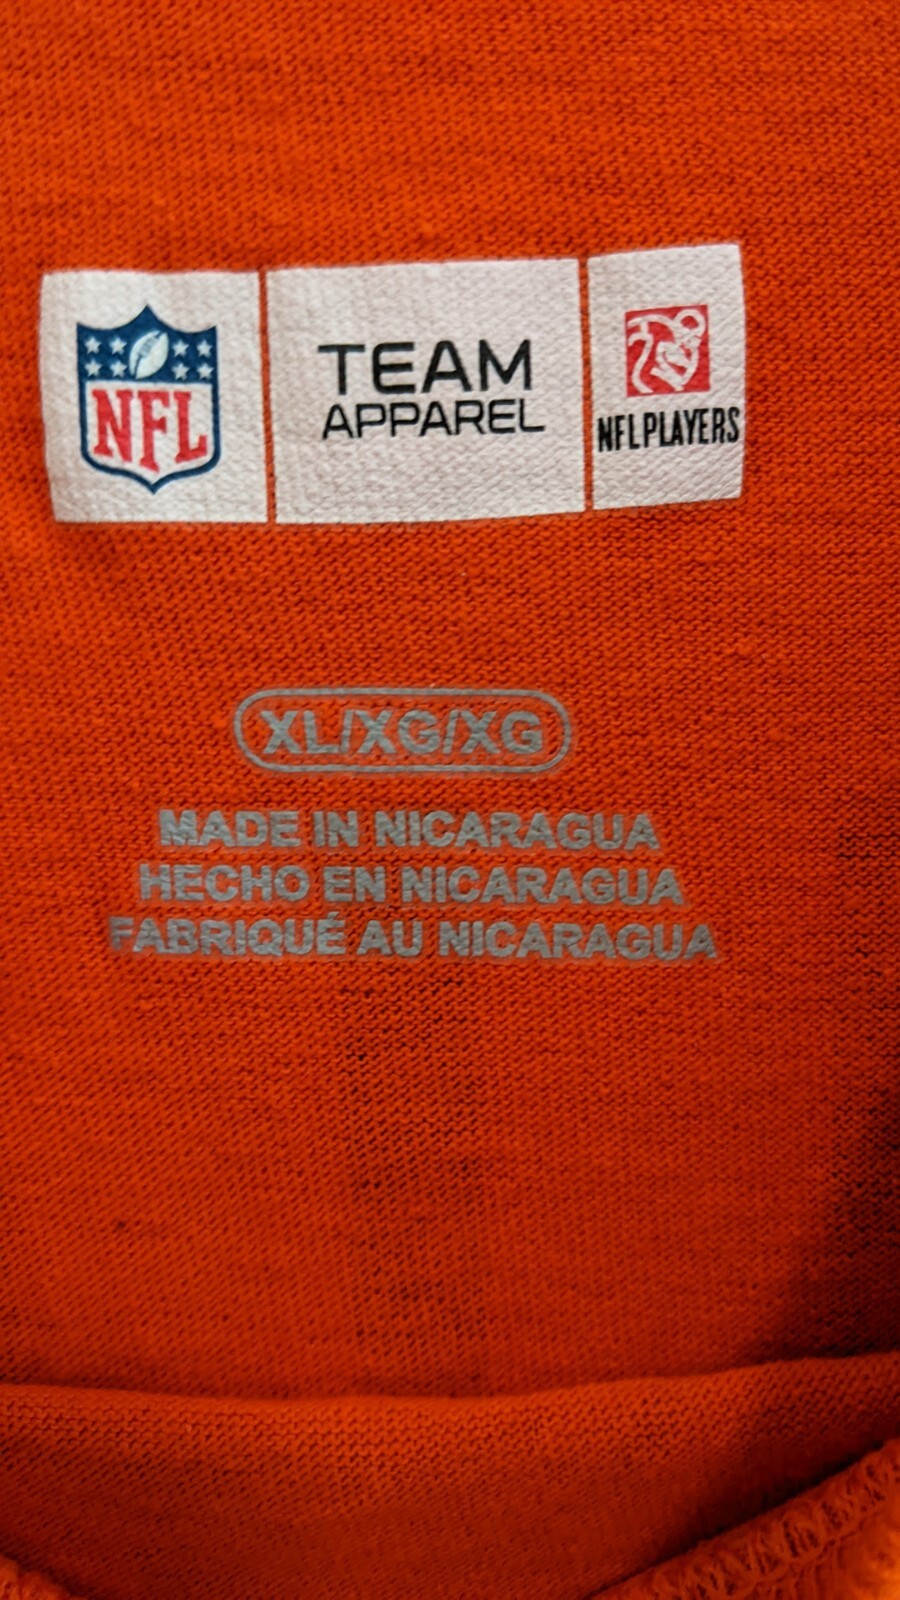 NFL
TEAM
APPAREL
NFLPLAYERS
XL/XG/XG
MADE IN NICARAGUA
HECHO EN NICARAGUA
FABRIQUÉ AU NICARAGUA